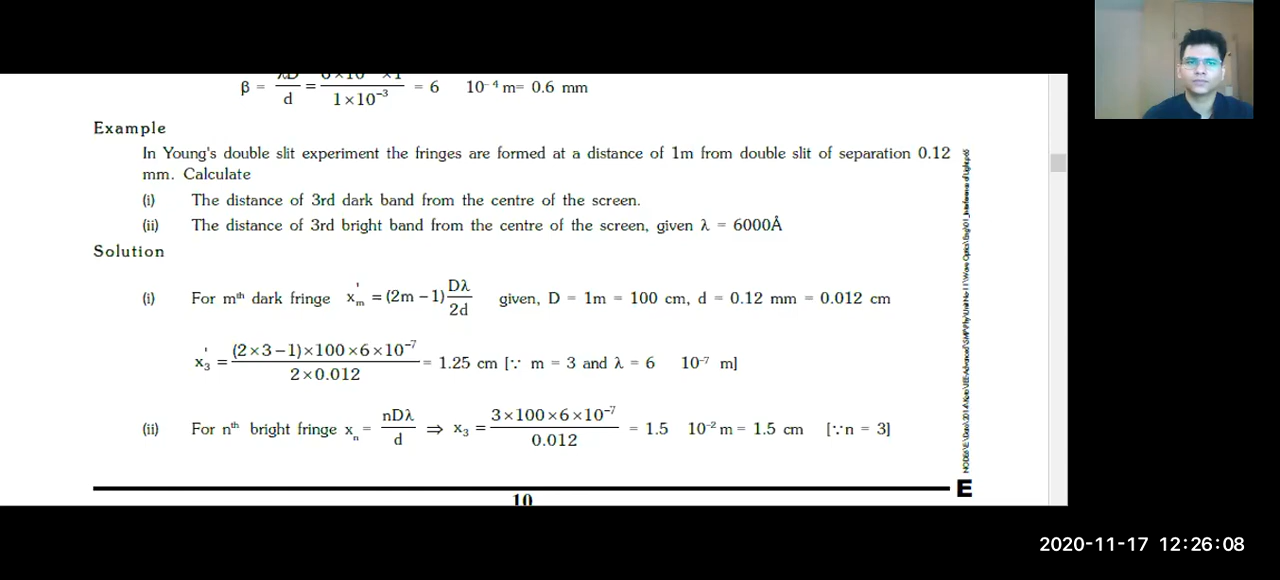 β = λD/d = 6×10 ×1/1×10⁻³ = 6 10⁻⁴ m= 0.6 mm
Example
In Young's double slit experiment the fringes are formed at a distance of 1m from double slit of separation 0.12
mm. Calculate
(i) The distance of 3rd dark band from the centre of the screen.
(ii) The distance of 3rd bright band from the centre of the screen, given λ = 6000Å
Solution
(i) For mᵗʰ dark fringe x'ₘ = (2m − 1) Dλ/2d given, D = 1m = 100 cm, d = 0.12 mm = 0.012 cm
x'₃ = (2×3−1)×100×6×10⁻⁷/2×0.012 = 1.25 cm [∵ m = 3 and λ = 6 10⁻⁷ m]
(ii) For nᵗʰ bright fringe xₙ = nDλ/d ⇒ x₃ = 3×100×6×10⁻⁷/0.012 = 1.5 10⁻² m = 1.5 cm [∵n = 3]
E
10
2020-11-17 12:26:08